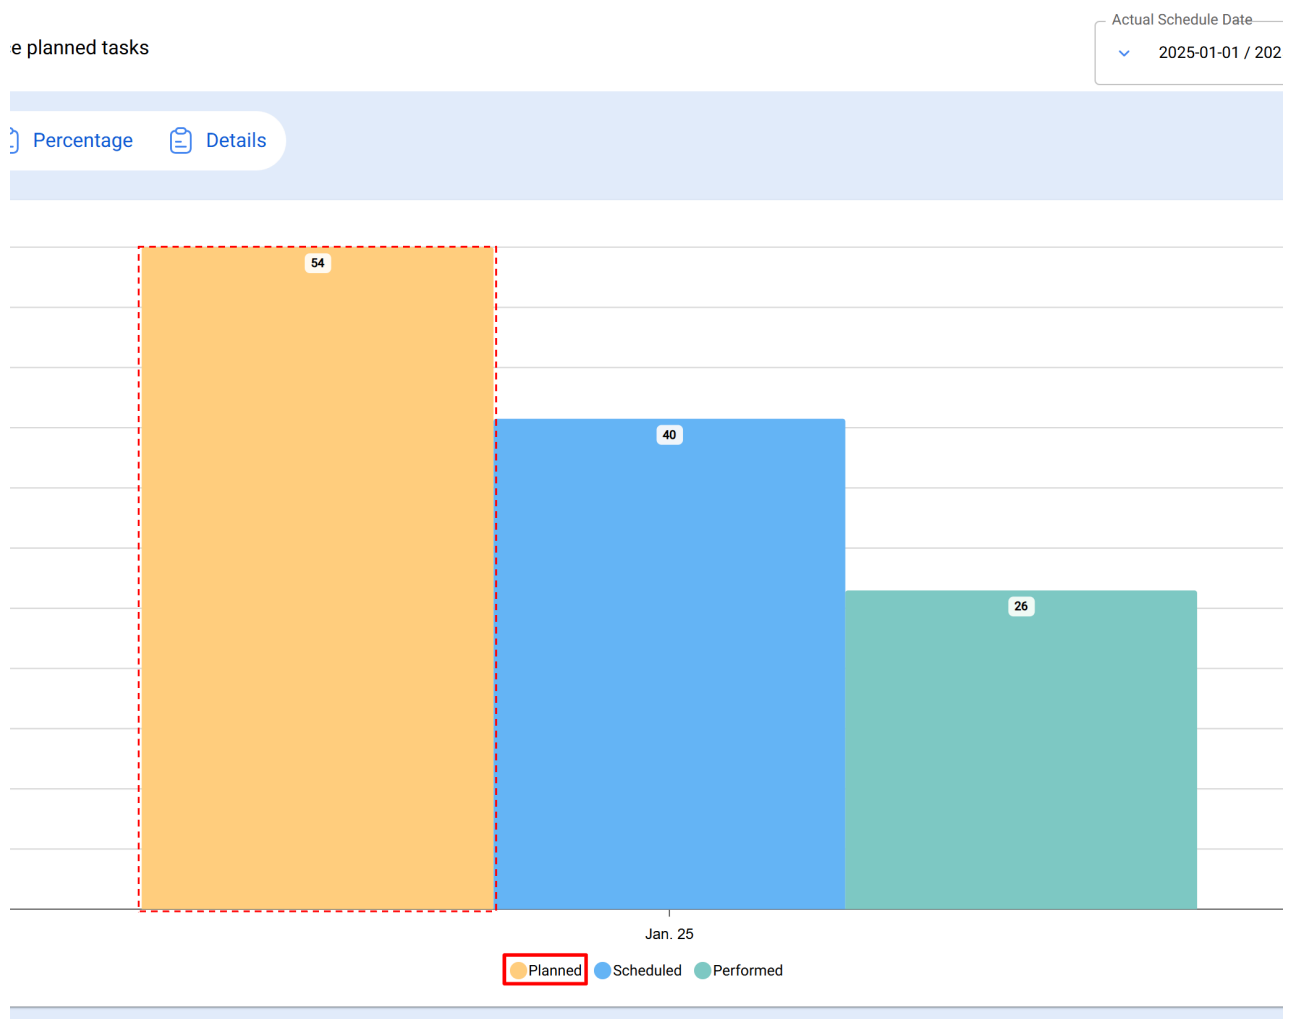 Actual Schedule Date
e planned tasks
2025-01-01 / 202
Percentage
Details
54
40
26
Jan. 25
Planned
Scheduled
Performed